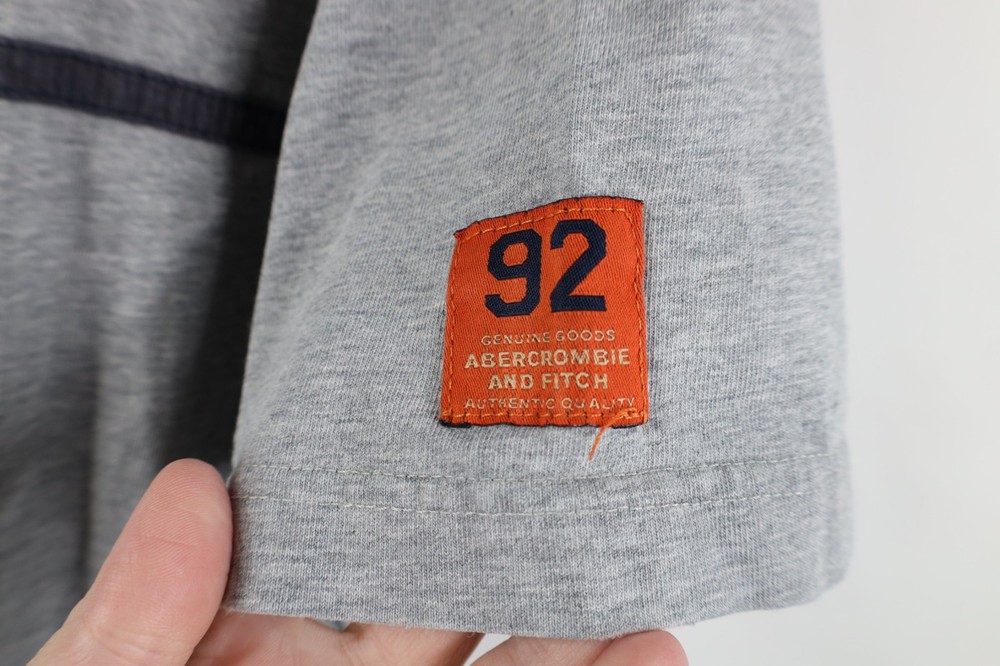 92
GENUINE GOODS
ABERCROMBIE
AND FITCH
AUTHENTIC QUALITY